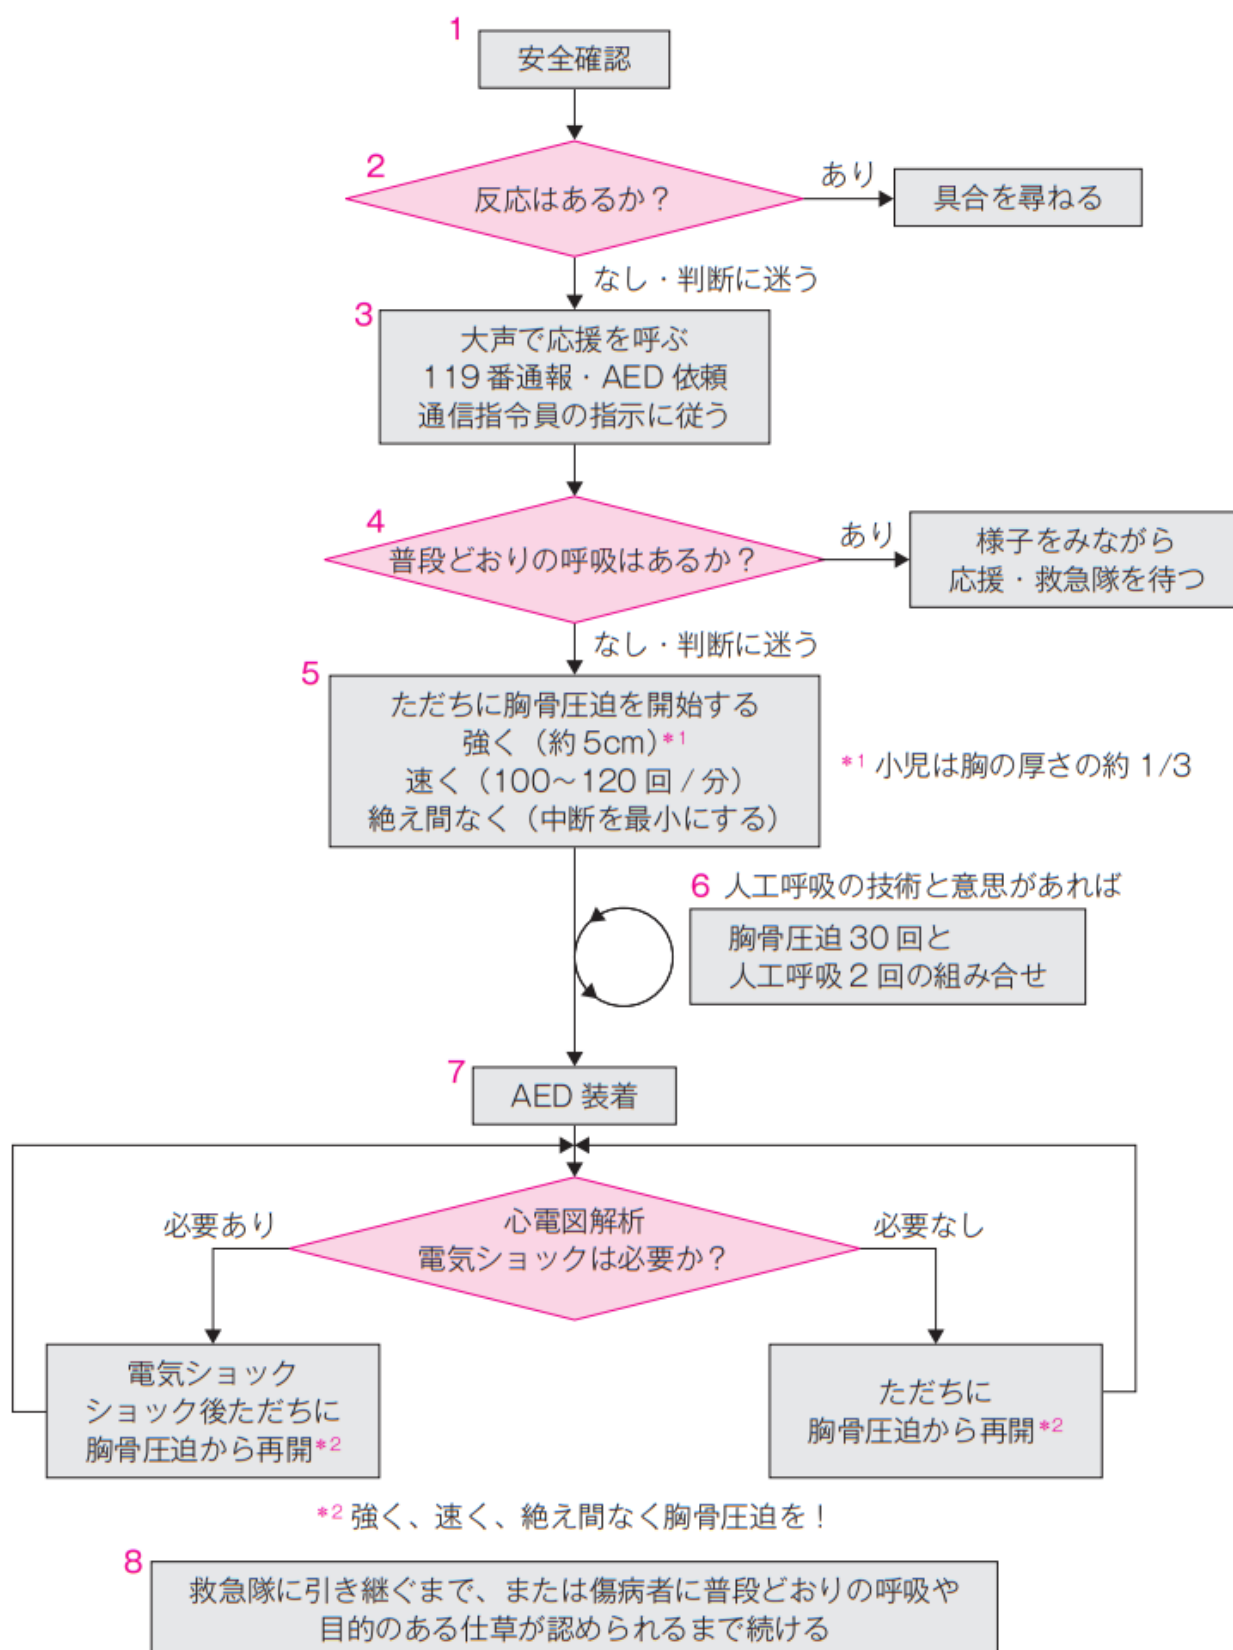 1
安全確認
2
反応はあるか？
あり
具合を尋ねる
なし・判断に迷う
3
大声で応援を呼ぶ
119番通報・AED依頼
通信指令員の指示に従う
4
普段どおりの呼吸はあるか？
あり
様子をみながら
応援・救急隊を待つ
なし・判断に迷う
5
ただちに胸骨圧迫を開始する
強く（約5cm）*1
速く（100～120回/分）
絶え間なく（中断を最小にする）
*1 小児は胸の厚さの約1/3
6 人工呼吸の技術と意思があれば
胸骨圧迫30回と
人工呼吸2回の組み合せ
7
AED装着
心電図解析
電気ショックは必要か？
必要あり
必要なし
電気ショック
ショック後ただちに
胸骨圧迫から再開*2
ただちに
胸骨圧迫から再開*2
*2 強く、速く、絶え間なく胸骨圧迫を！
8
救急隊に引き継ぐまで、または傷病者に普段どおりの呼吸や
目的のある仕草が認められるまで続ける